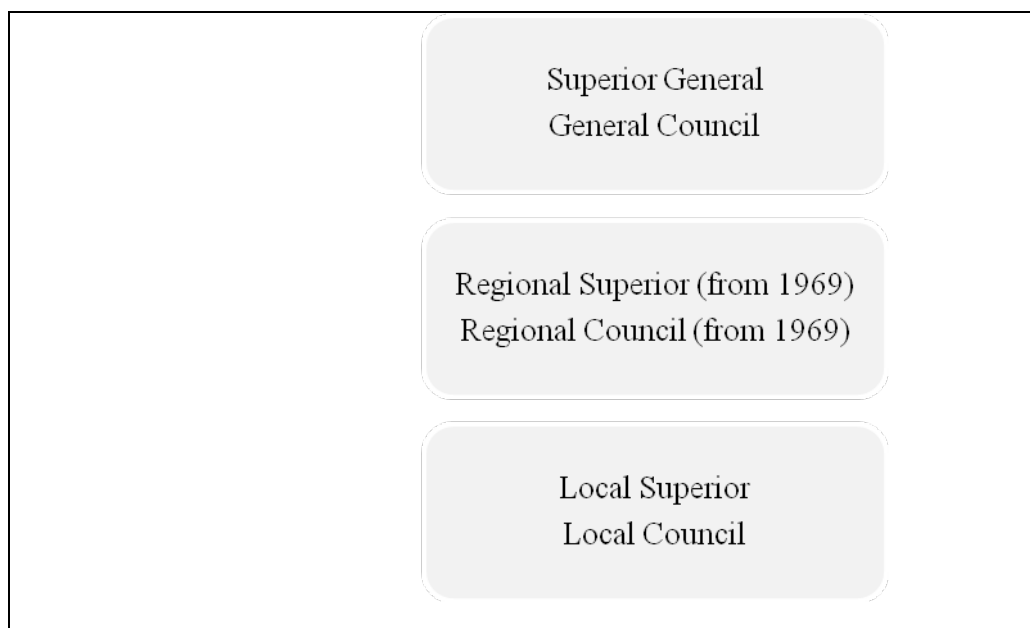 Superior General
General Council
Regional Superior (from 1969)
Regional Council (from 1969)
Local Superior
Local Council